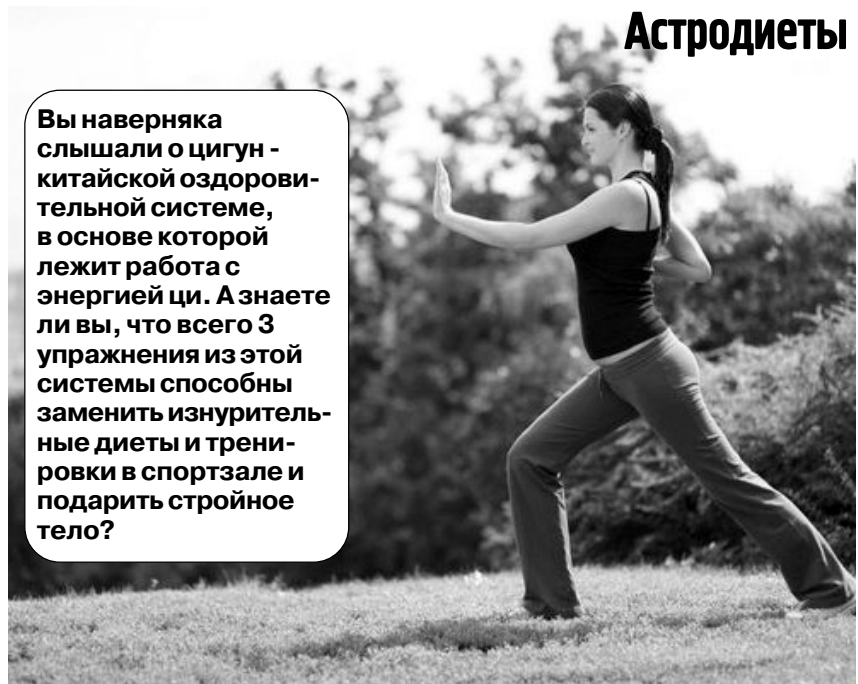 Астродиеты
Вы наверняка
слышали о цигун -
китайской оздорови-
тельной системе,
в основе которой
лежит работа с
энергией ци. А знаете
ли вы, что всего 3
упражнения из этой
системы способны
заменить изнуритель-
ные диеты и трени-
ровки в спортзале и
подарить стройное
тело?